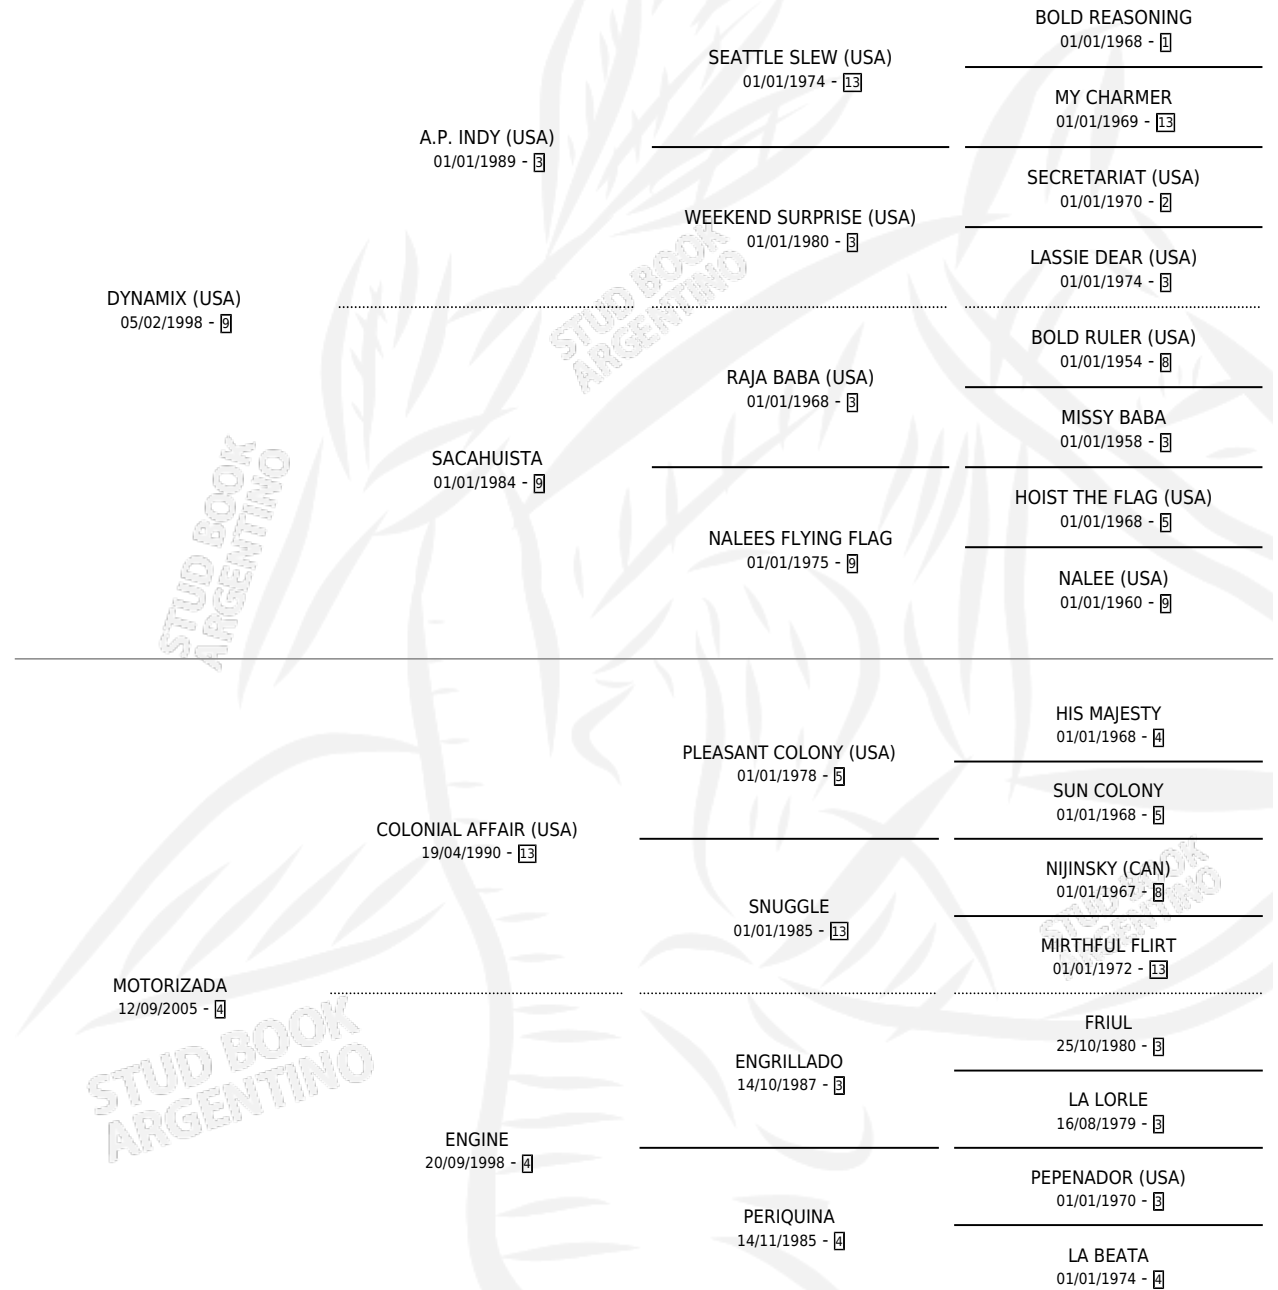 BOLD REASONING
01/01/1968 - 1
SEATTLE SLEW (USA)
01/01/1974 - 13
MY CHARMER
01/01/1969 - 13
A.P. INDY (USA)
01/01/1989 - 3
SECRETARIAT (USA)
01/01/1970 - 2
WEEKEND SURPRISE (USA)
01/01/1980 - 3
LASSIE DEAR (USA)
01/01/1974 - 3
DYNAMIX (USA)
05/02/1998 - 9
BOLD RULER (USA)
01/01/1954 - 8
RAJA BABA (USA)
01/01/1968 - 3
MISSY BABA
01/01/1958 - 3
SACAHUISTA
01/01/1984 - 9
HOIST THE FLAG (USA)
01/01/1968 - 5
NALEES FLYING FLAG
01/01/1975 - 9
NALEE (USA)
01/01/1960 - 9
HIS MAJESTY
01/01/1968 - 4
PLEASANT COLONY (USA)
01/01/1978 - 5
SUN COLONY
01/01/1968 - 5
COLONIAL AFFAIR (USA)
19/04/1990 - 13
NIJINSKY (CAN)
01/01/1967 - 8
SNUGGLE
01/01/1985 - 13
MIRTHFUL FLIRT
01/01/1972 - 13
MOTORIZADA
12/09/2005 - 4
FRIUL
25/10/1980 - 3
ENGRILLADO
14/10/1987 - 3
LA LORLE
16/08/1979 - 3
ENGINE
20/09/1998 - 4
PEPENADOR (USA)
01/01/1970 - 3
PERIQUINA
14/11/1985 - 4
LA BEATA
01/01/1974 - 4
STUD BOOK
ARGENTINO
STUD BOOK
ARGENTINO
STUD BOOK
ARGENTINO
STUD BOOK
ARGENTINO